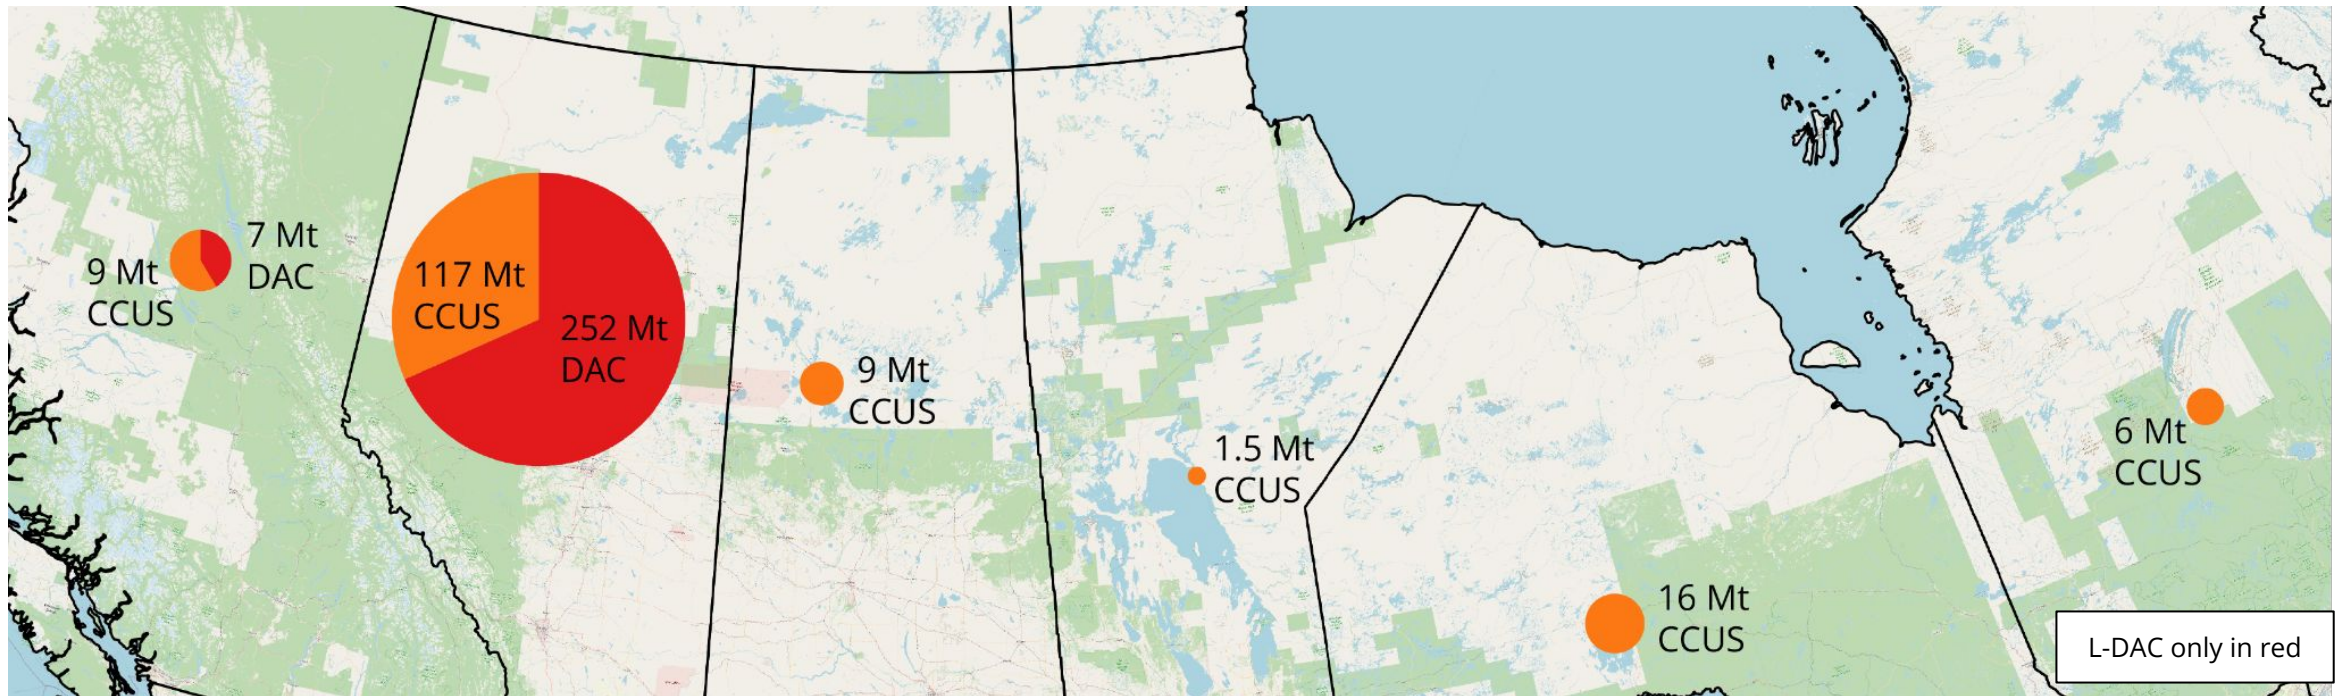 7 Mt
DAC
9 Mt
CCUS
117 Mt
CCUS
252 Mt
DAC
9 Mt
CCUS
1.5 Mt
CCUS
6 Mt
CCUS
16 Mt
CCUS
L-DAC only in red